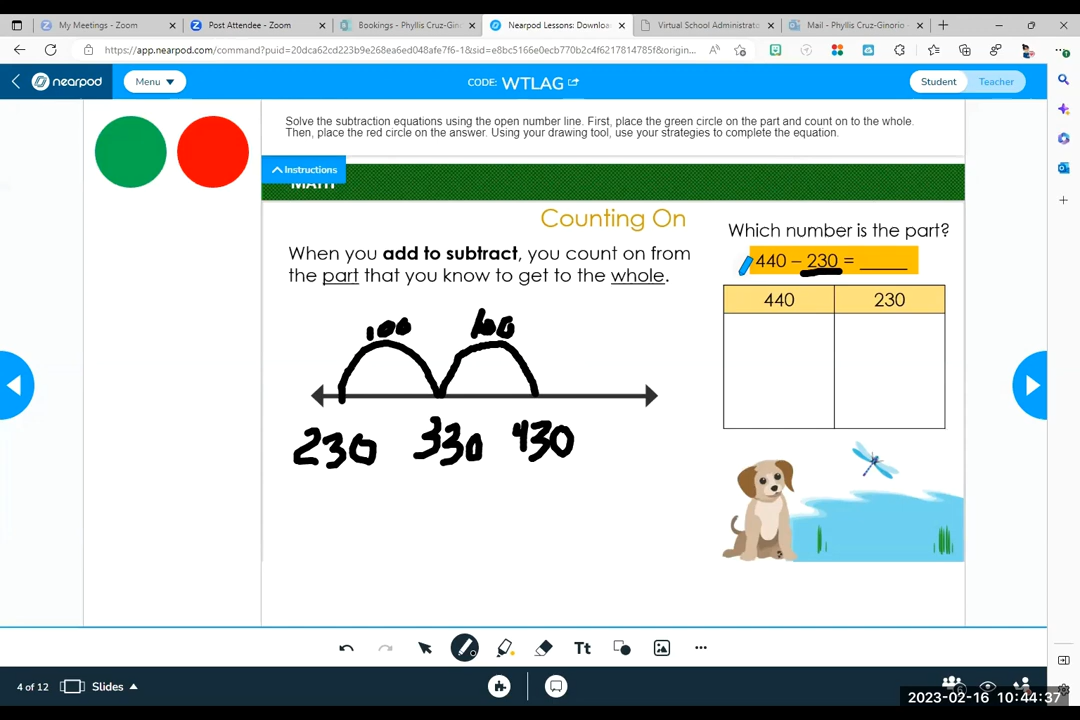 My Meetings - Zoom
Post Attendee - Zoom
Bookings - Phyllis Cruz-Gino
Nearpod Lessons: Downloa
Virtual School Administrato
Mail - Phyllis Cruz-Ginorio
https://app.nearpod.com/command?puid=20dca62cd223b9e268ea6ed048afe7f6-1&sid=e8bc5166e0ecb770b2c4f6217814785f&origin...
nearpod
Menu
CODE: WTLAG
Student
Teacher
Solve the subtraction equations using the open number line. First, place the green circle on the part and count on to the whole.
Then, place the red circle on the answer. Using your drawing tool, use your strategies to complete the equation.
Instructions
MATH
Counting On
When you add to subtract, you count on from
the part that you know to get to the whole.
100 100
230 330 430
Which number is the part?
440 – 230 = _____
440 230
Tt
4 of 12
Slides
2023-02-16 10:44:37